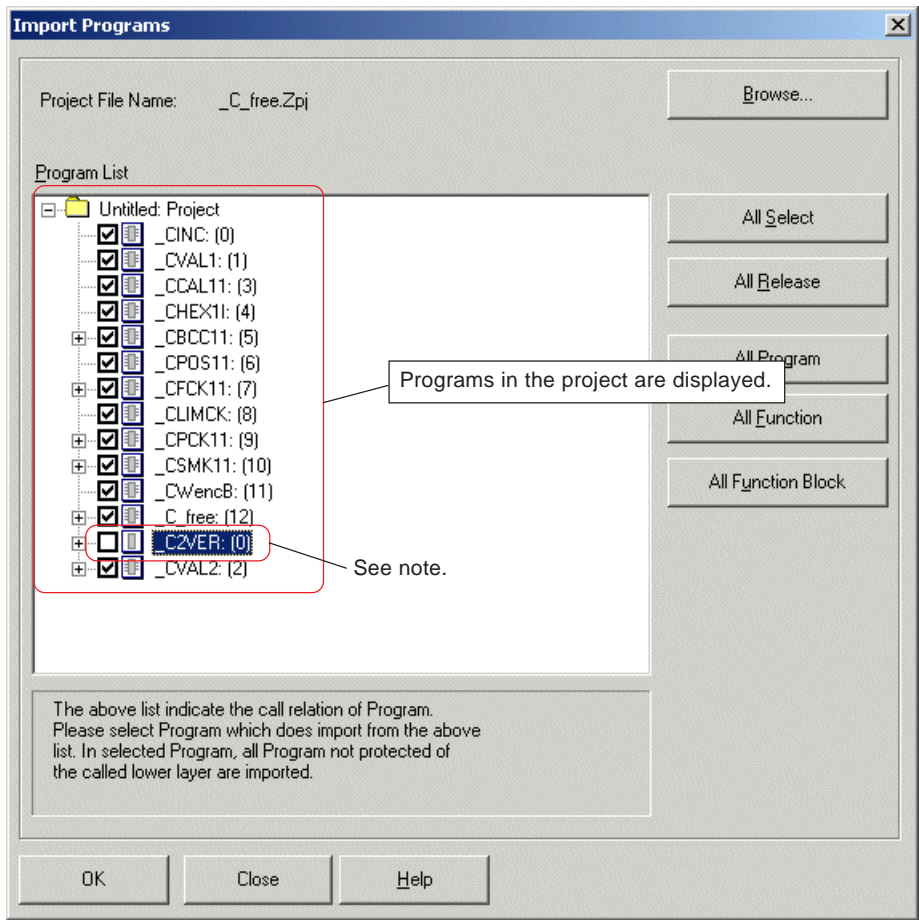 Import Programs
Project File Name: _C_free.Zpj
Browse...
Program List
Untitled: Project
_CINC: (0)
_CVAL1: (1)
_CCAL11: (3)
_CHEX1I: (4)
_CBCC11: (5)
_CPOS11: (6)
_CFCK11: (7)
_CLIMCK: (8)
_CPCK11: (9)
_CSMK11: (10)
_CWencB: (11)
_C_free: (12)
_C2VER: (0)
_CVAL2: (2)
All Select
All Release
All Program
All Function
All Function Block
Programs in the project are displayed.
See note.
The above list indicate the call relation of Program.
Please select Program which does import from the above
list. In selected Program, all Program not protected of
the called lower layer are imported.
OK
Close
Help